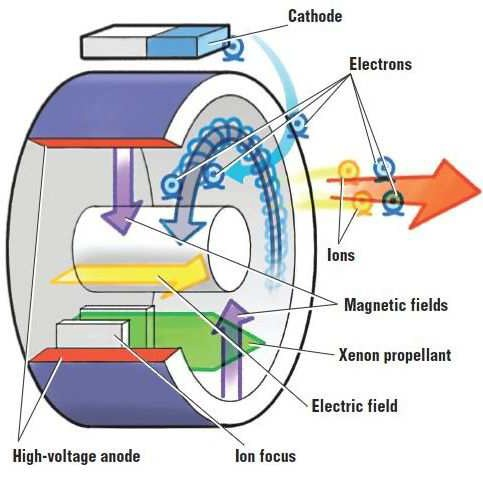 Cathode
Electrons
Ions
Magnetic fields
Xenon propellant
Electric field
High-voltage anode
Ion focus